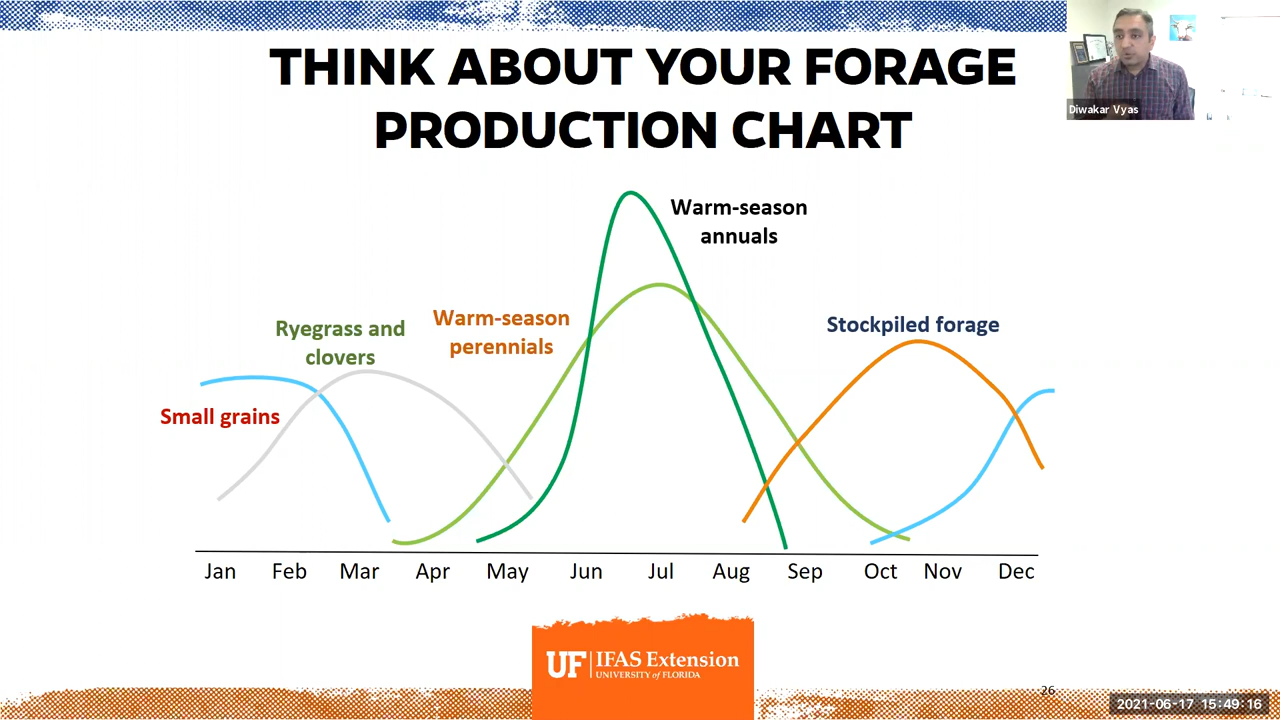 THINK ABOUT YOUR FORAGE
PRODUCTION CHART
Diwakar Vyas
Warm-season
annuals
Ryegrass and
clovers
Warm-season
perennials
Stockpiled forage
Small grains
Jan Feb Mar Apr May Jun Jul Aug Sep Oct Nov Dec
UF IFAS Extension
UNIVERSITY of FLORIDA
26
2021-06-17 15:49:16